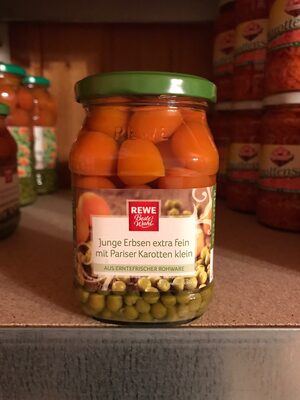 REWE
Beste Wahl
Junge Erbsen extra fein
mit Pariser Karotten klein
AUS ERNTEFRISCHER ROHWARE